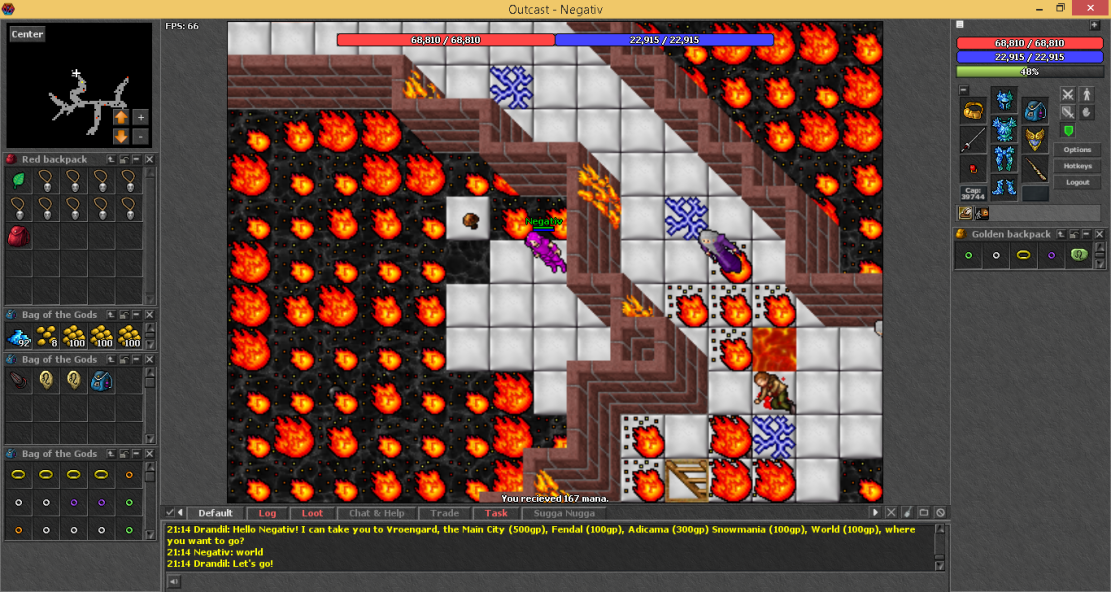 Outcast - Negativ
Center
FPS: 66
68,810 / 68,810
22,915 / 22,915
68,810 / 68,810
22,915 / 22,915
48%
Options
Hotkeys
Logout
Cap:
39744
Red backpack
Golden backpack
Negativ
Bag of the Gods
92
8
100
100
100
Bag of the Gods
Bag of the Gods
You recieved 167 mana.
Default
Log
Loot
Chat & Help
Trade
Task
Sugga Nugga
21:14 Drandil: Hello Negativ! I can take you to Vroengard, the Main City (500gp), Fendal (100gp), Adicama (300gp) Snowmania (100gp), World (100gp), where
you want to go?
21:14 Negativ: world
21:14 Drandil: Let's go!